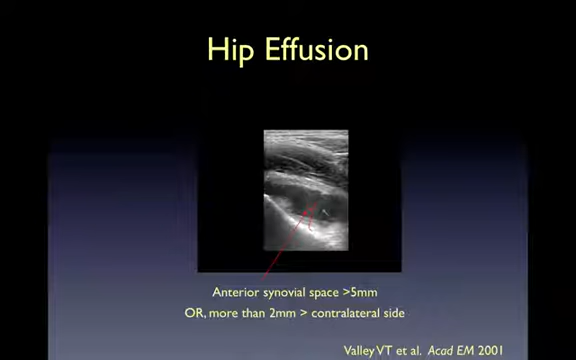 Hip Effusion
Anterior synovial space >5mm
OR, more than 2mm > contralateral side
Valley VT et al. Acad EM 2001